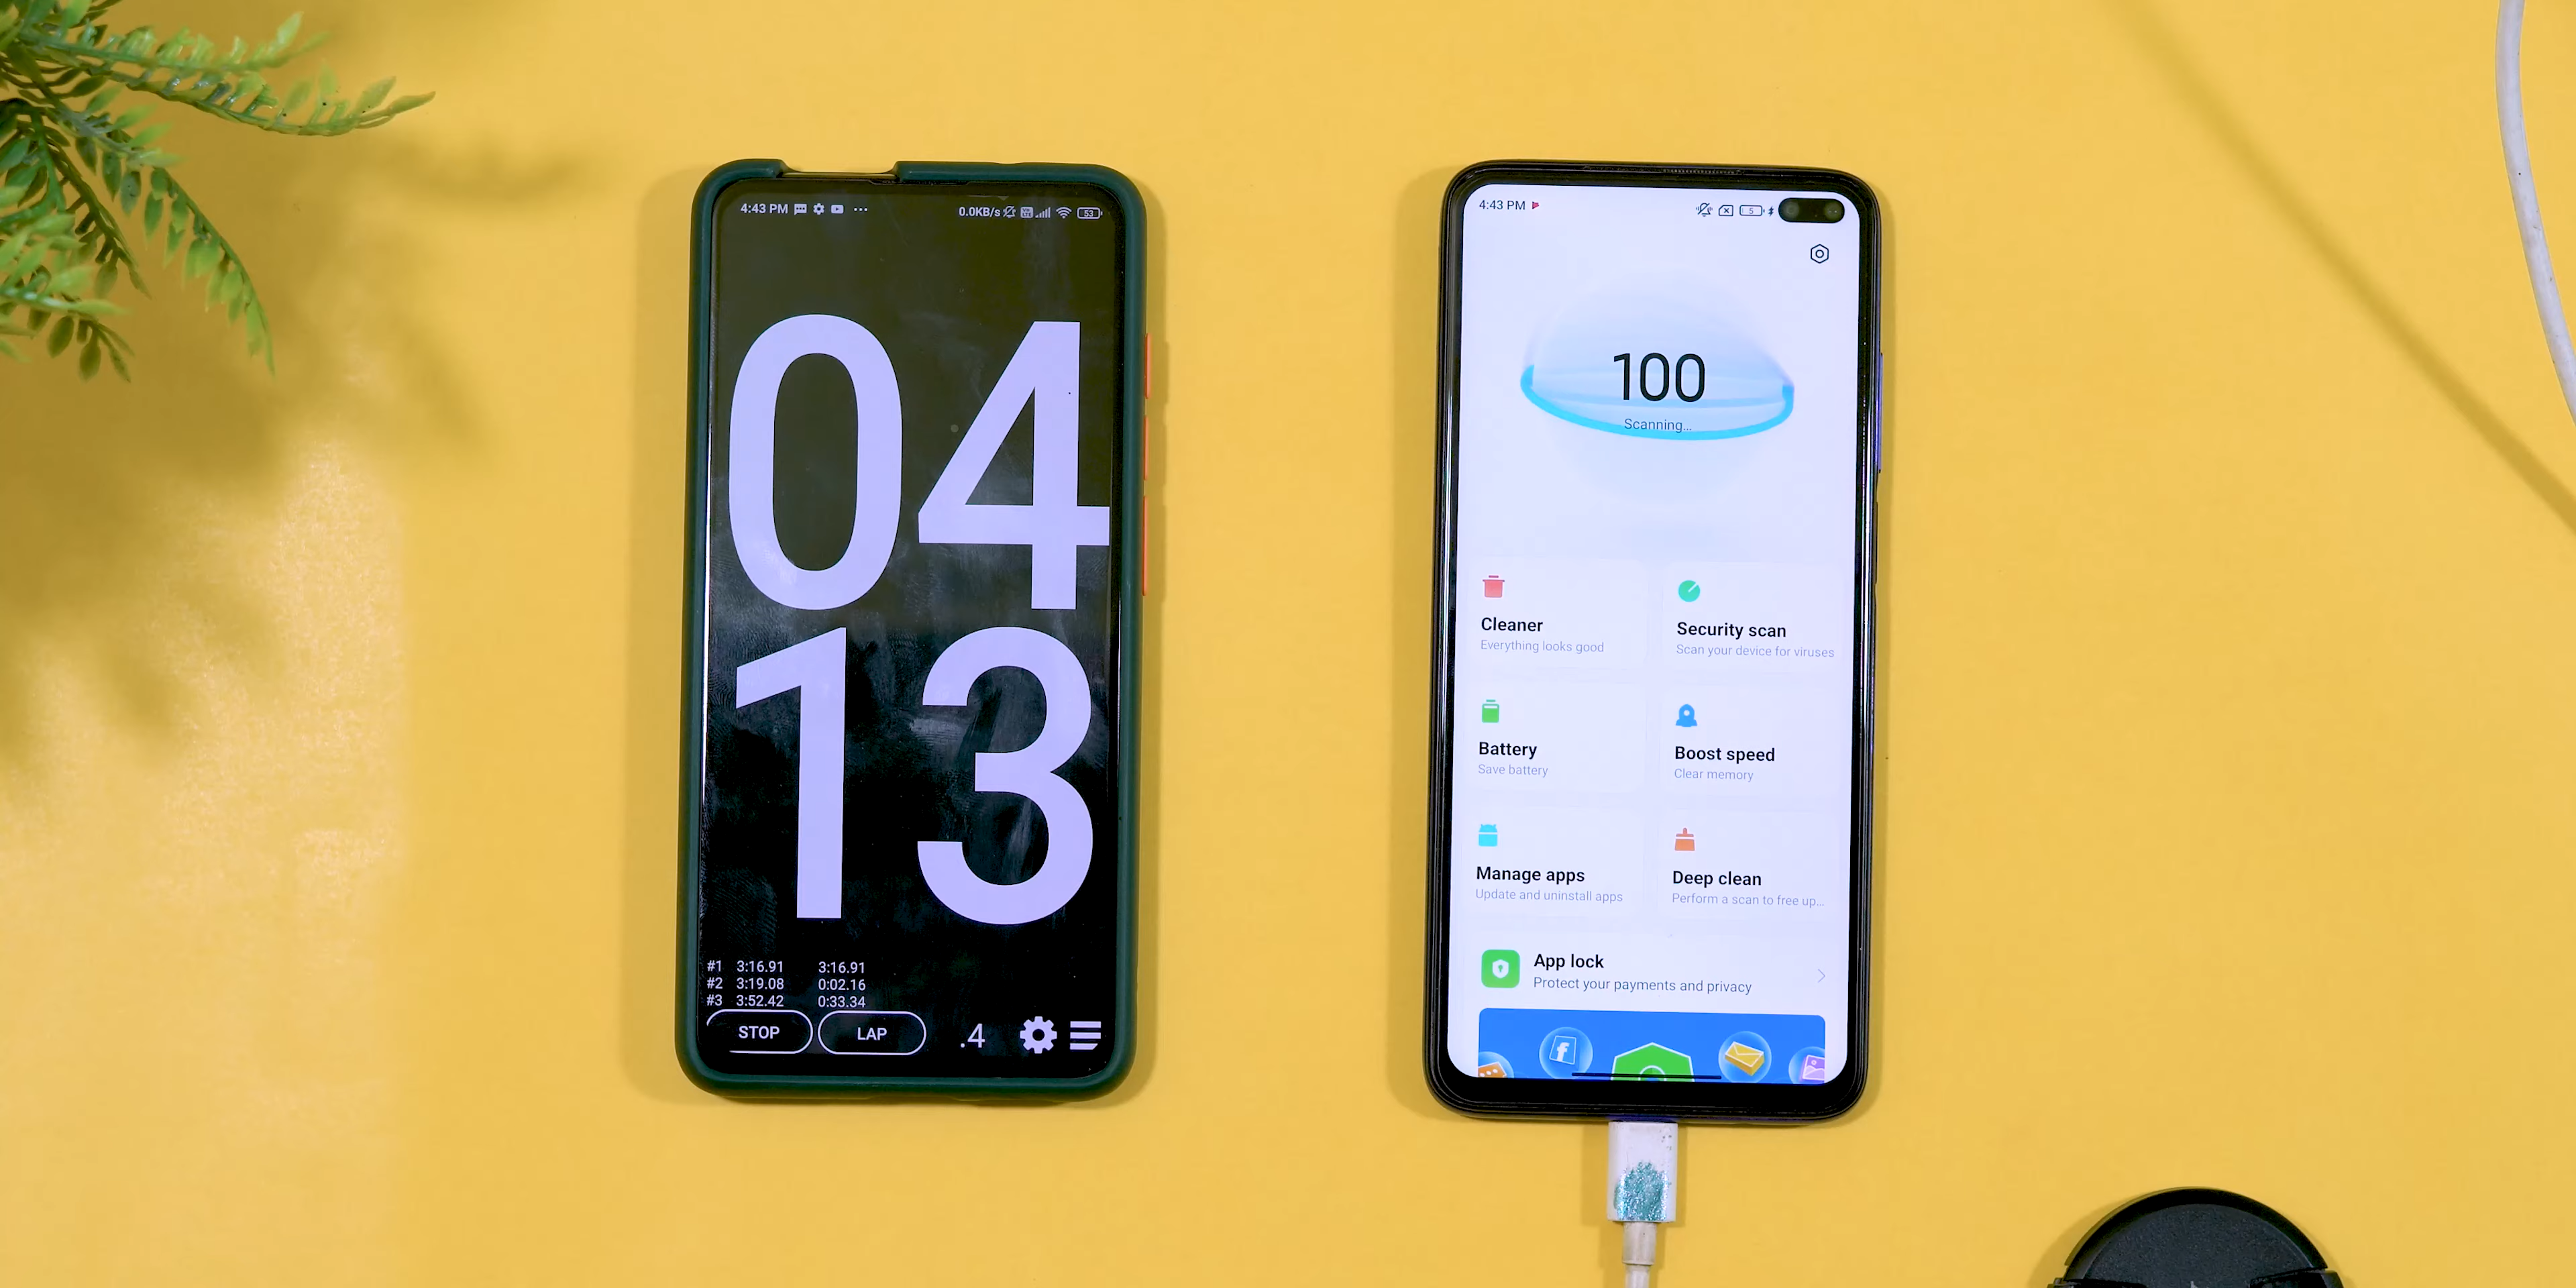 4:43 PM
0.0KB/s
53
04
13
#1 3:16.91 3:16.91
#2 3:19.08 0:02.16
#3 3:52.42 0:33.34
STOP
LAP
.4
4:43 PM
5
100
Scanning...
Cleaner
Everything looks good
Security scan
Scan your device for viruses
Battery
Save battery
Boost speed
Clear memory
Manage apps
Update and uninstall apps
Deep clean
Perform a scan to free up...
App lock
Protect your payments and privacy
f